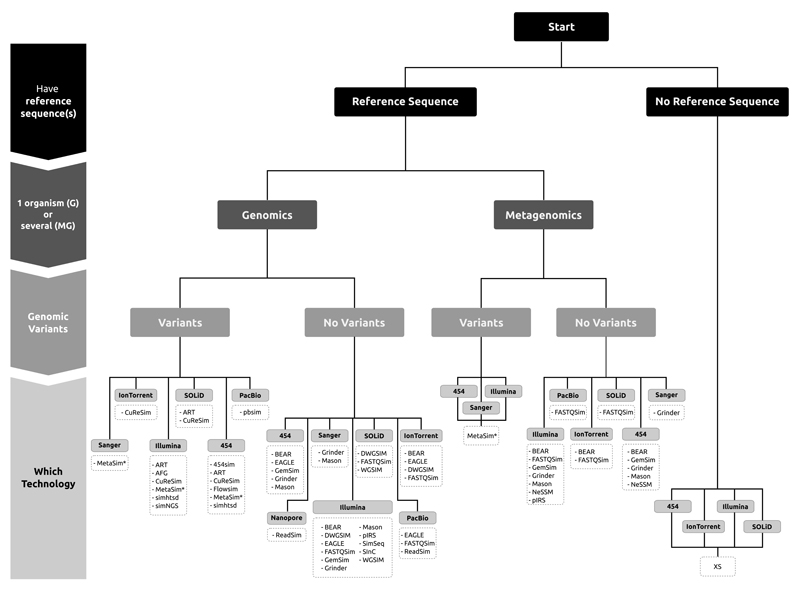 Start
Have
reference
sequence(s)
Reference Sequence
No Reference Sequence
1 organism (G)
or
several (MG)
Genomics
Metagenomics
Genomic
Variants
Variants
No Variants
Variants
No Variants
Which
Technology
IonTorrent
- CuReSim
SOLiD
- ART
- CuReSim
PacBio
- pbsim
Sanger
- MetaSim*
Illumina
- ART
- AFG
- CuReSim
- MetaSim*
- simhtsd
- simNGS
454
- 454sim
- ART
- CuReSim
- Flowsim
- MetaSim*
- simhtsd
454
- BEAR
- EAGLE
- GemSim
- Grinder
- Mason
Sanger
- Grinder
- Mason
SOLiD
- DWGSIM
- FASTQSim
- WGSIM
IonTorrent
- BEAR
- EAGLE
- DWGSIM
- FASTQSim
Nanopore
- ReadSim
Illumina
- BEAR
- DWGSIM
- EAGLE
- FASTQSim
- GemSim
- Grinder
- Mason
- pIRS
- SimSeq
- SInC
- WGSIM
PacBio
- EAGLE
- FASTQSim
- ReadSim
454
Illumina
Sanger
MetaSim*
PacBio
- FASTQSim
SOLiD
- FASTQSim
Sanger
- Grinder
Illumina
- BEAR
- FASTQSim
- GemSim
- Grinder
- Mason
- NeSSM
- pIRS
IonTorrent
- BEAR
- FASTQSim
454
- BEAR
- GemSim
- Grinder
- Mason
- NeSSM
454
Illumina
IonTorrent
SOLiD
XS